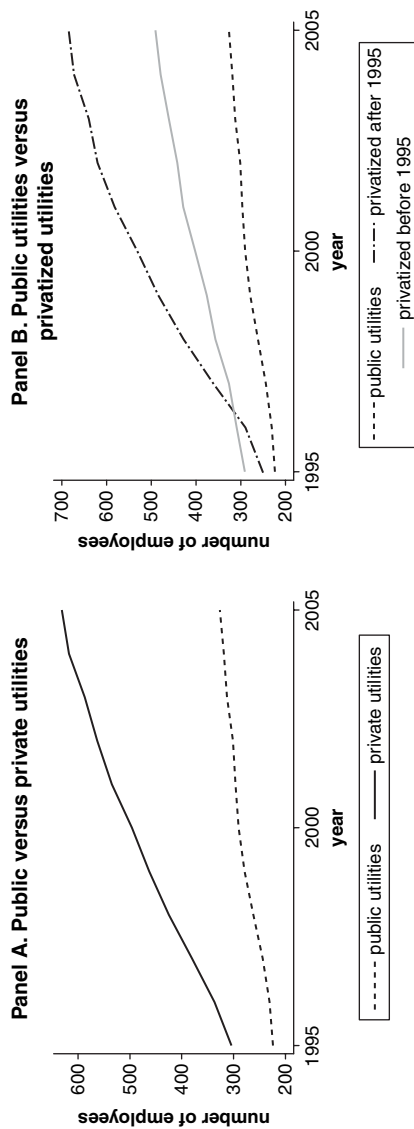 Panel A. Public versus private utilities
number of employees
600
500
400
300
200
1995
2000
2005
year
public utilities
private utilities
Panel B. Public utilities versus
privatized utilities
number of employees
700
600
500
400
300
200
1995
2000
2005
year
public utilities
privatized after 1995
privatized before 1995